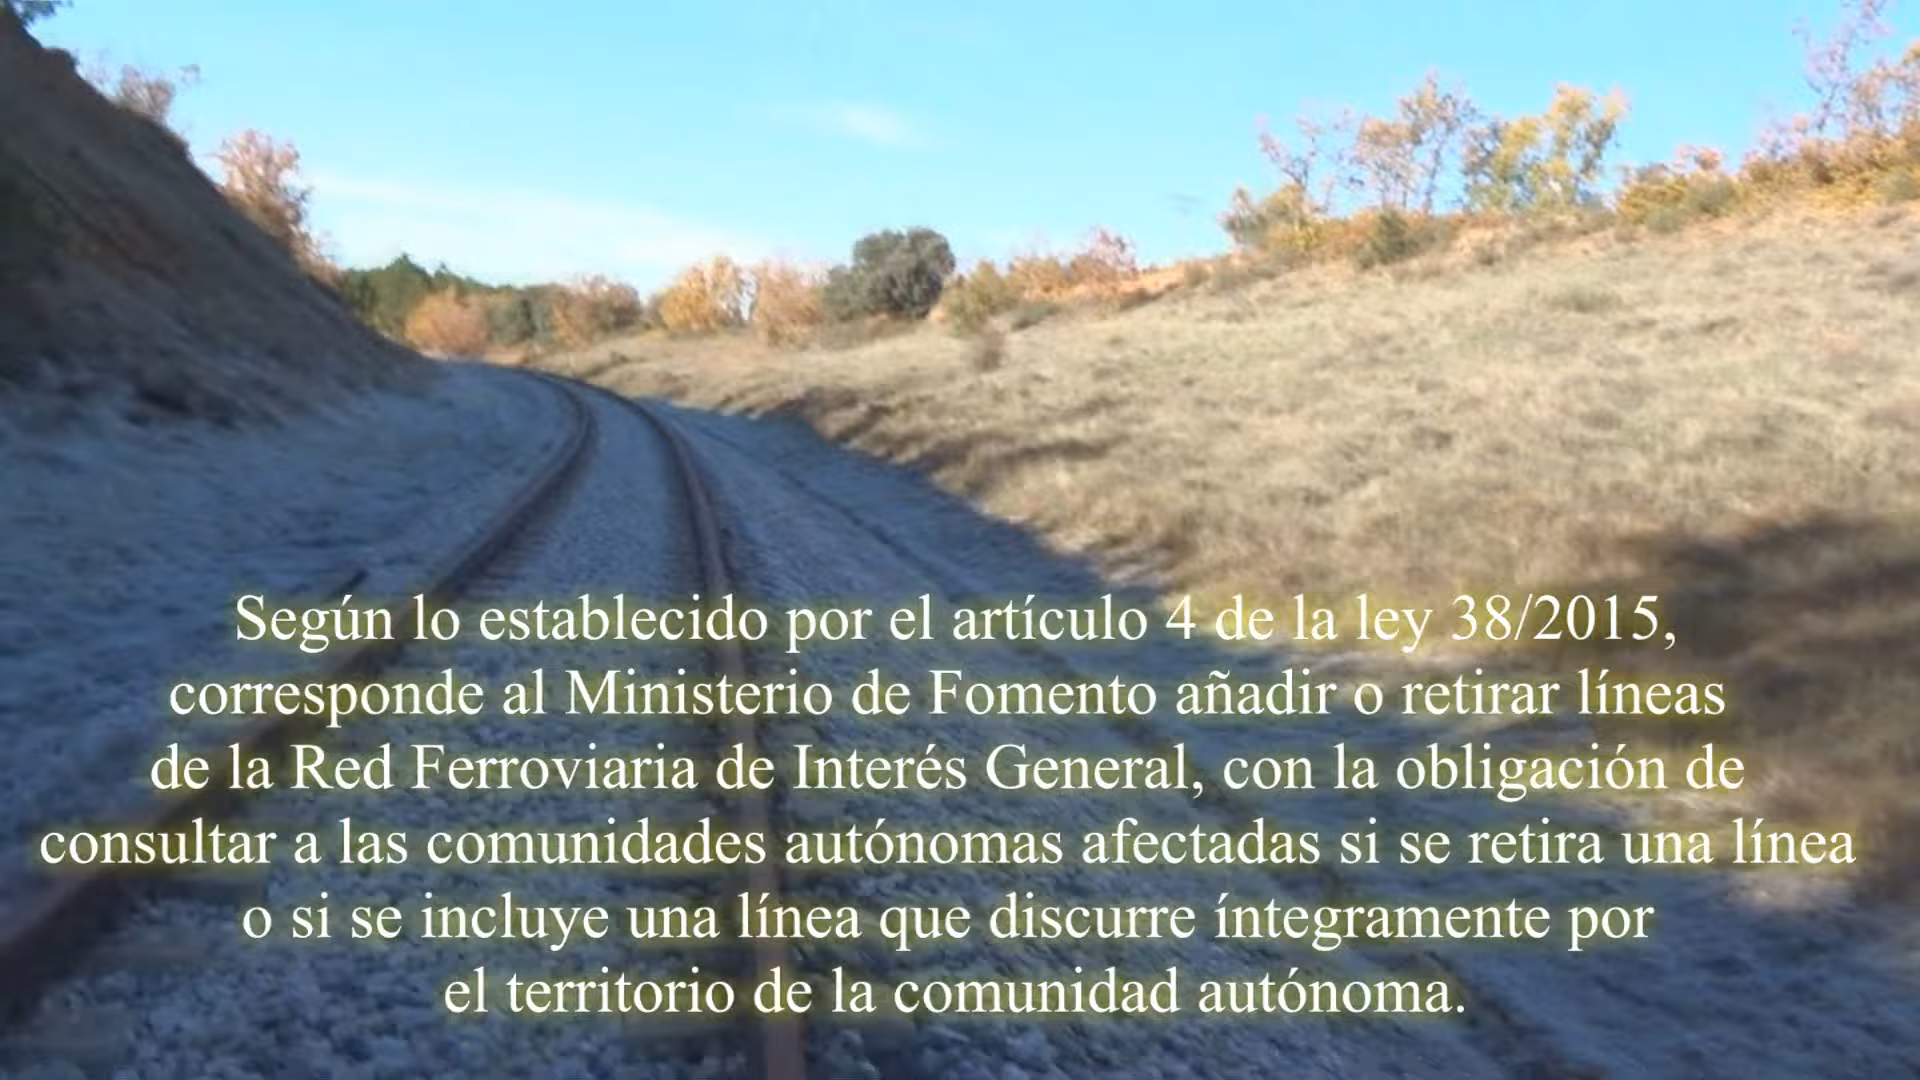 Según lo establecido por el artículo 4 de la ley 38/2015,
corresponde al Ministerio de Fomento añadir o retirar líneas
de la Red Ferroviaria de Interés General, con la obligación de
consultar a las comunidades autónomas afectadas si se retira una línea
o si se incluye una línea que discurre íntegramente por
el territorio de la comunidad autónoma.